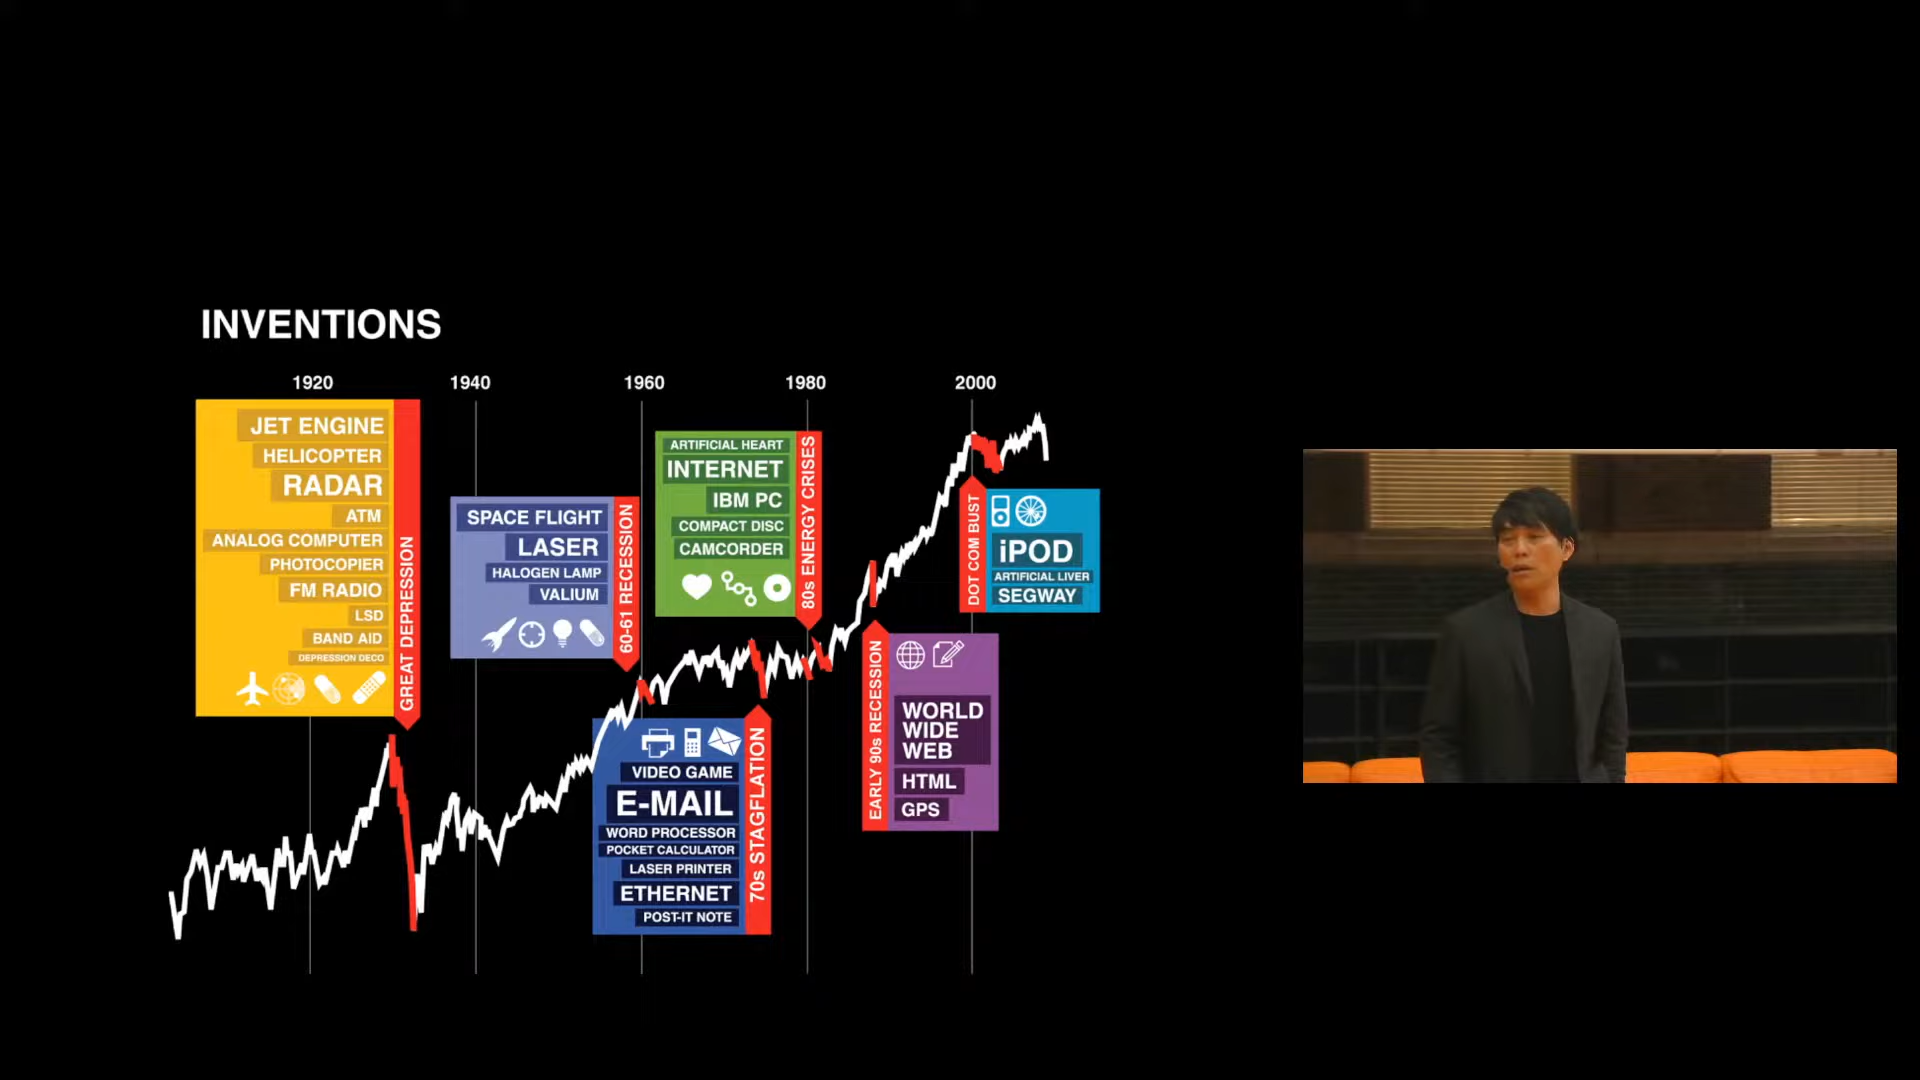 INVENTIONS
1920 1940 1960 1980 2000
JET ENGINE
HELICOPTER
RADAR
ATM
ANALOG COMPUTER
PHOTOCOPIER
FM RADIO
LSD
BAND AID
DEPRESSION DECO
GREAT DEPRESSION
SPACE FLIGHT
LASER
HALOGEN LAMP
VALIUM
60-61 RECESSION
ARTIFICIAL HEART
INTERNET
IBM PC
COMPACT DISC
CAMCORDER
80s ENERGY CRISES
DOT COM BUST
iPOD
ARTIFICIAL LIVER
SEGWAY
VIDEO GAME
E-MAIL
WORD PROCESSOR
POCKET CALCULATOR
LASER PRINTER
ETHERNET
POST-IT NOTE
70s STAGFLATION
EARLY 90s RECESSION
WORLD
WIDE
WEB
HTML
GPS